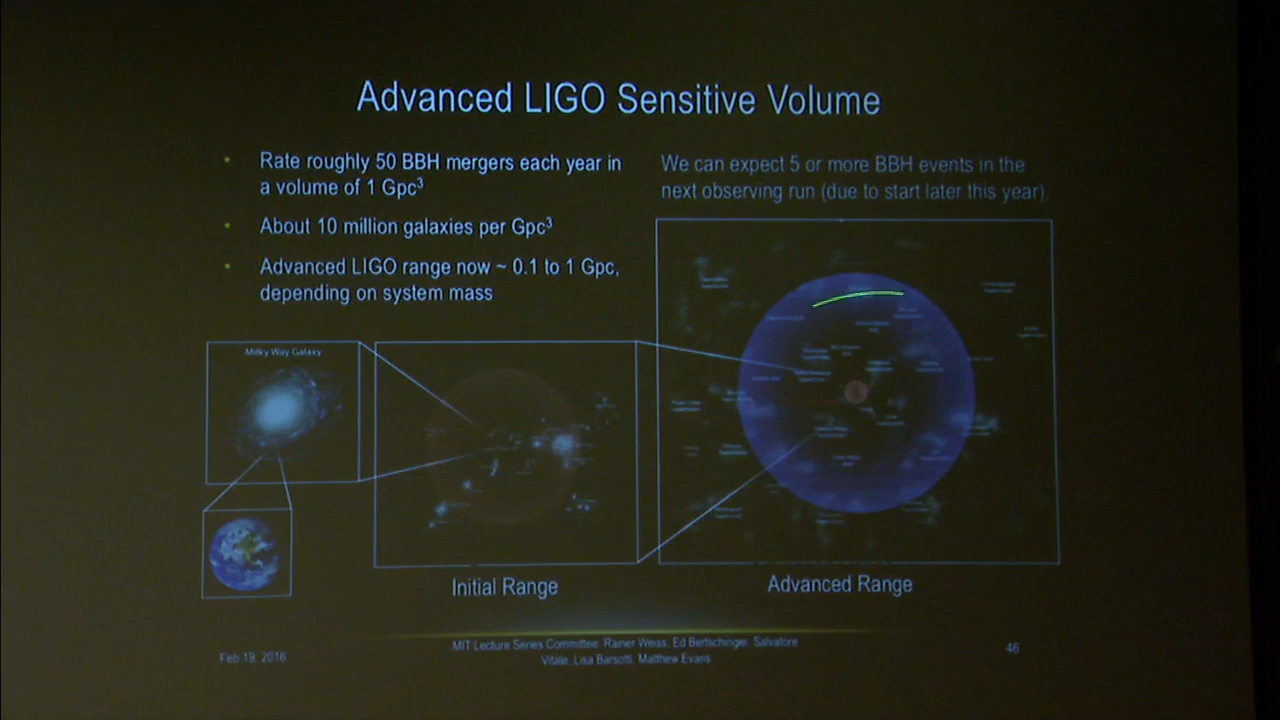 Advanced LIGO Sensitive Volume
• Rate roughly 50 BBH mergers each year in
a volume of 1 Gpc³
• About 10 million galaxies per Gpc³
• Advanced LIGO range now ~ 0.1 to 1 Gpc,
depending on system mass
We can expect 5 or more BBH events in the
next observing run (due to start later this year).
Milky Way Galaxy
Initial Range
Advanced Range
Feb 19, 2016
MIT Lecture Series Committee, Rainer Weiss, Ed Bertschinger, Salvatore
Vitale, Lisa Barsotti, Matthew Evans
46